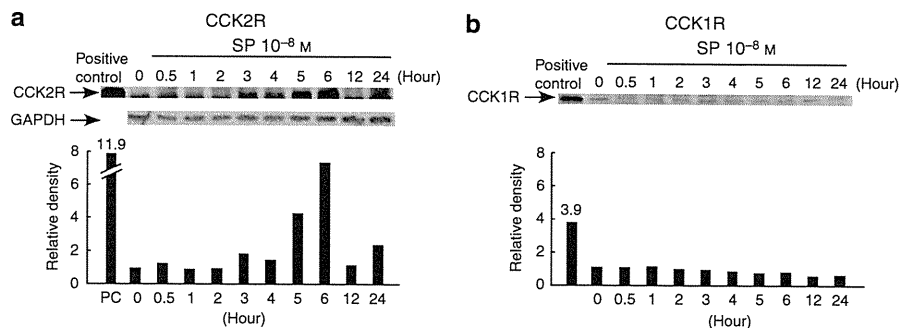 a
CCK2R
SP 10⁻⁸ M
Positive control
0 0.5 1 2 3 4 5 6 12 24 (Hour)
CCK2R
GAPDH
11.9
8
6
4
2
0
Relative density
PC 0 0.5 1 2 3 4 5 6 12 24
(Hour)
b
CCK1R
SP 10⁻⁸ M
Positive control
0 0.5 1 2 3 4 5 6 12 24 (Hour)
CCK1R
8
6
4
3.9
2
0
Relative density
0 0.5 1 2 3 4 5 6 12 24
(Hour)